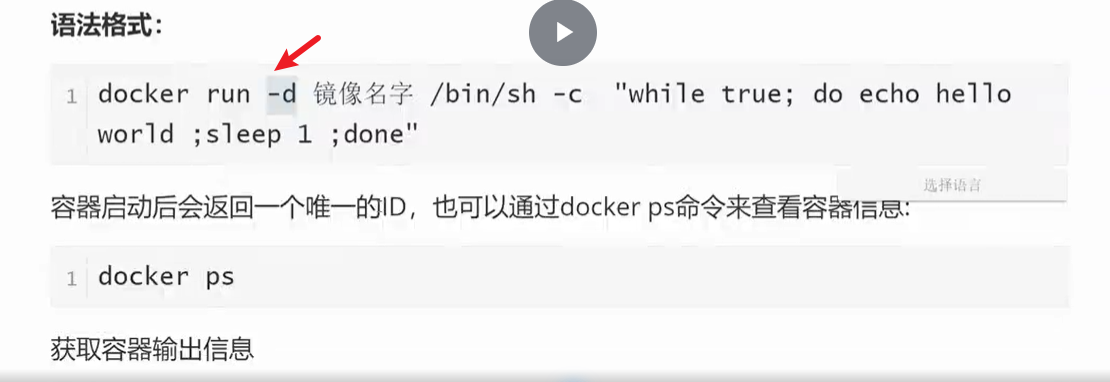 语法格式：
1 docker run -d 镜像名字 /bin/sh -c "while true; do echo hello
world ;sleep 1 ;done"
选择语言
容器启动后会返回一个唯一的ID，也可以通过docker ps命令来查看容器信息:
1 docker ps
获取容器输出信息